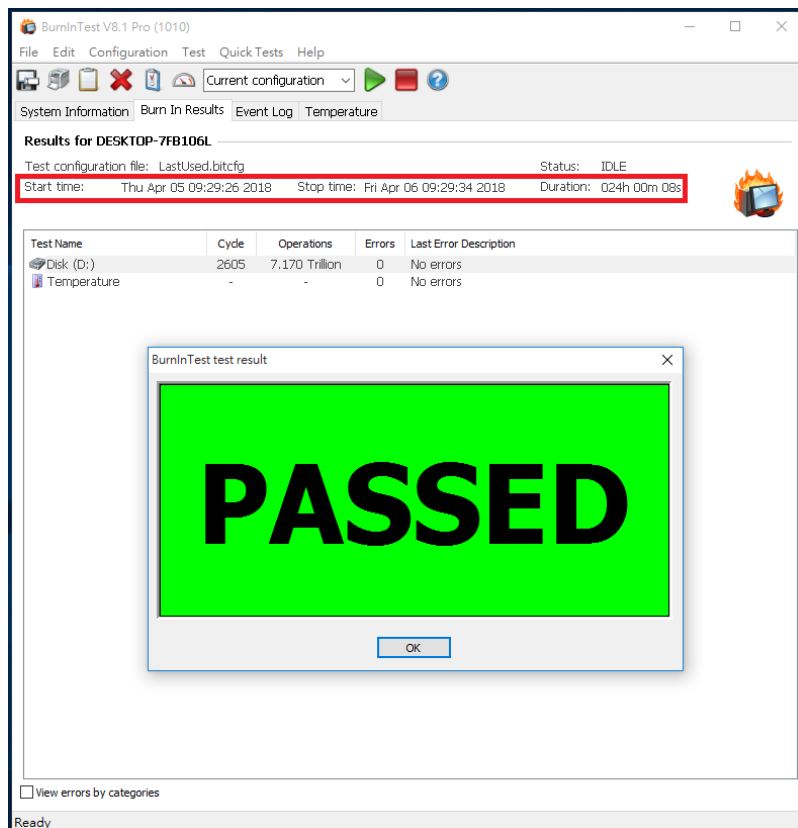 BurnInTest V8.1 Pro (1010)
File Edit Configuration Test Quick Tests Help
Current configuration
System Information Burn In Results Event Log Temperature
Results for DESKTOP-7FB106L
Test configuration file: LastUsed.bitcfg Status: IDLE
Start time: Thu Apr 05 09:29:26 2018 Stop time: Fri Apr 06 09:29:34 2018 Duration: 024h 00m 08s
Test Name Cycle Operations Errors Last Error Description
Disk (D:) 2605 7.170 Trillion 0 No errors
Temperature - - 0 No errors
BurnInTest test result
PASSED
OK
View errors by categories
Ready